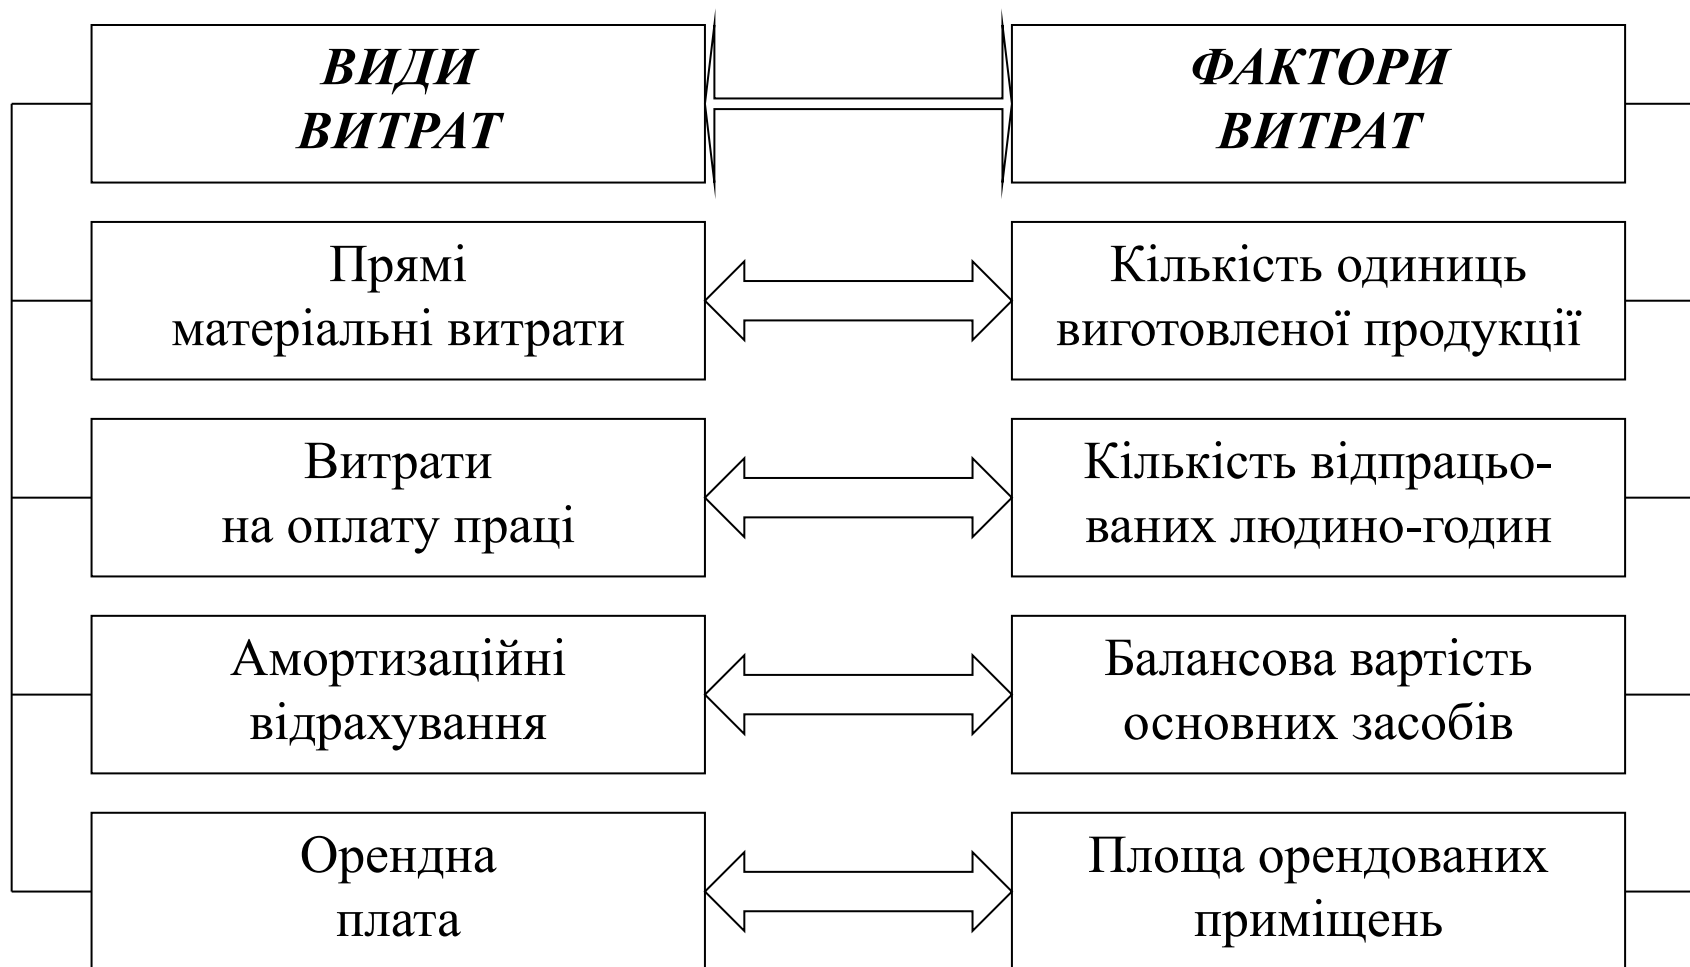 ВИДИ
ВИТРАТ
ФАКТОРИ
ВИТРАТ
Прямі
матеріальні витрати
Кількість одиниць
виготовленої продукції
Витрати
на оплату праці
Кількість відпрацьо-
ваних людино-годин
Амортизаційні
відрахування
Балансова вартість
основних засобів
Орендна
плата
Площа орендованих
приміщень